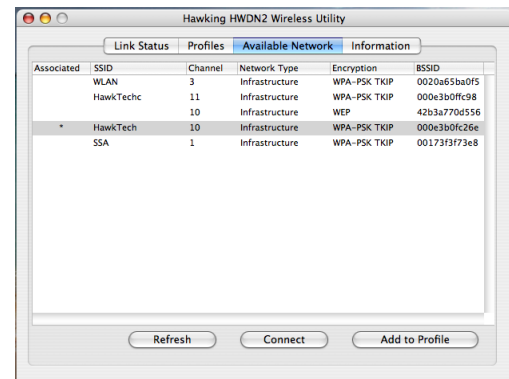 Hawking HWDN2 Wireless Utility
Link Status Profiles Available Network Information
Associated SSID Channel Network Type Encryption BSSID
WLAN 3 Infrastructure WPA-PSK TKIP 0020a65ba0f5
HawkTechc 11 Infrastructure WPA-PSK TKIP 000e3b0ffc98
10 Infrastructure WEP 42b3a770d556
* HawkTech 10 Infrastructure WPA-PSK TKIP 000e3b0fc26e
SSA 1 Infrastructure WPA-PSK TKIP 00173f3f73e8
Refresh Connect Add to Profile